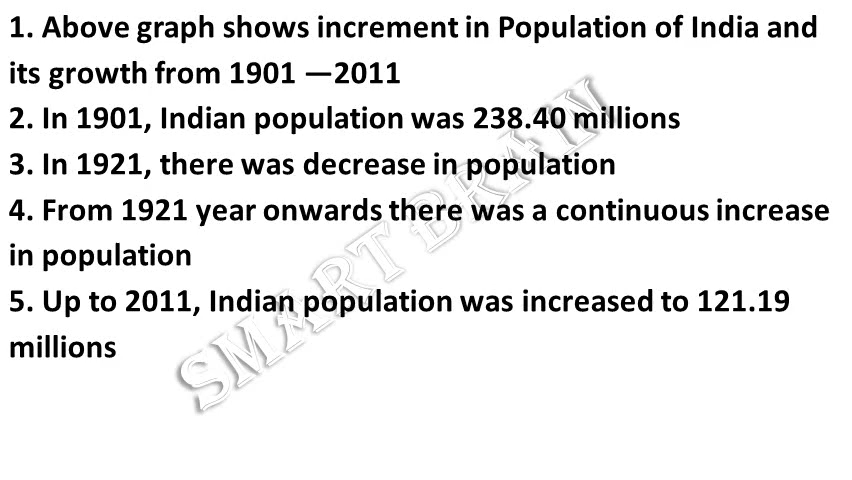 1. Above graph shows increment in Population of India and
its growth from 1901 —2011
2. In 1901, Indian population was 238.40 millions
3. In 1921, there was decrease in population
4. From 1921 year onwards there was a continuous increase
in population
5. Up to 2011, Indian population was increased to 121.19
millions
SMART BRAIN